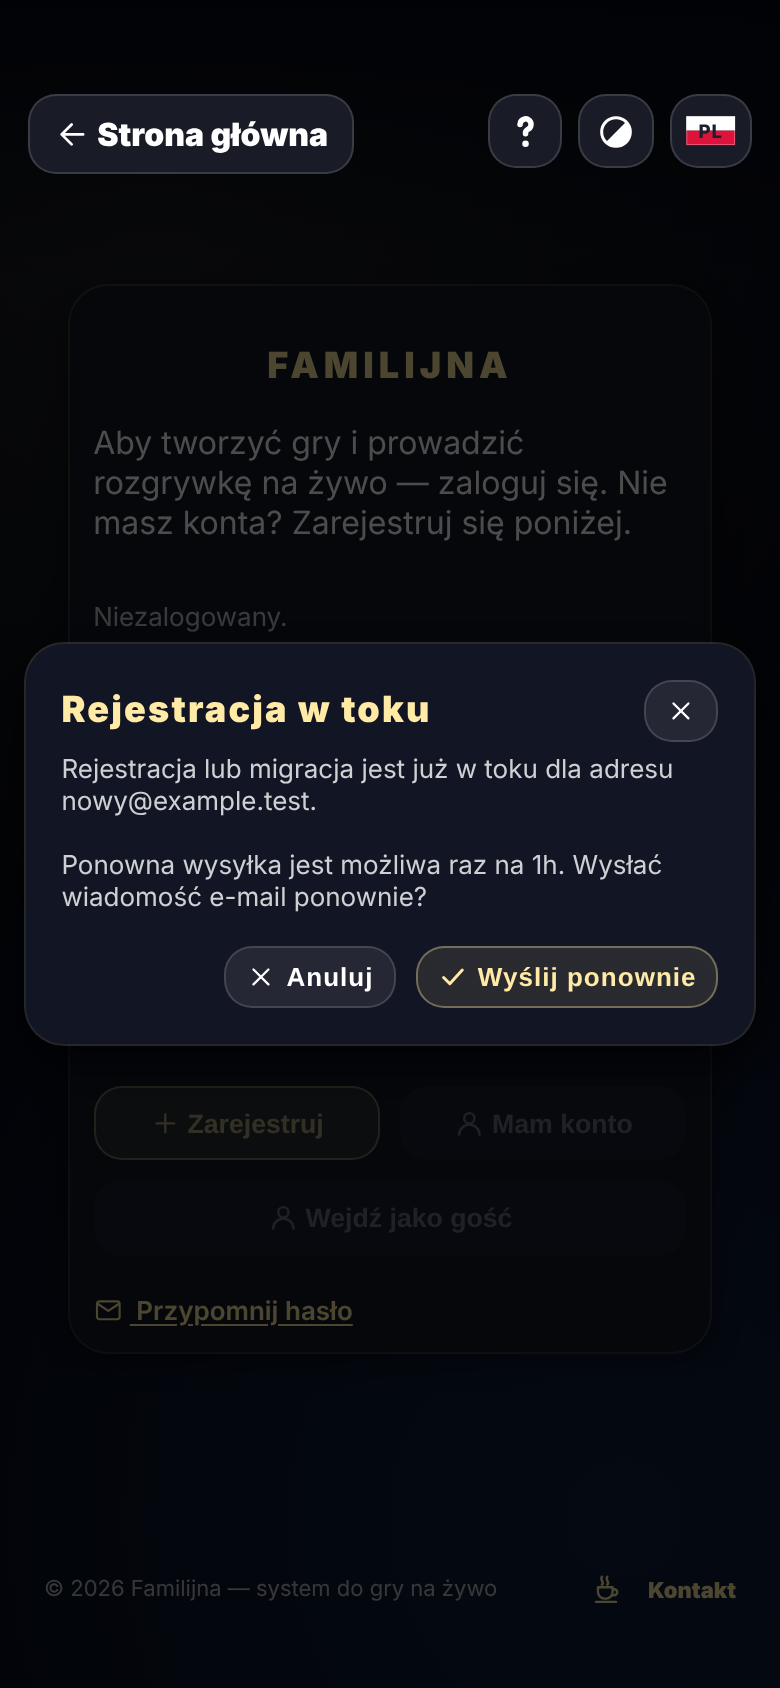 Strona główna
?
PL
FAMILIJNA
Aby tworzyć gry i prowadzić
rozgrywkę na żywo — zaloguj się. Nie
masz konta? Zarejestruj się poniżej.
Niezalogowany.
Rejestracja w toku
Rejestracja lub migracja jest już w toku dla adresu
nowy@example.test.
Ponowna wysyłka jest możliwa raz na 1h. Wysłać
wiadomość e-mail ponownie?
Anuluj
Wyślij ponownie
Zarejestruj
Mam konto
Wejdź jako gość
Przypomnij hasło
© 2026 Familijna — system do gry na żywo
Kontakt